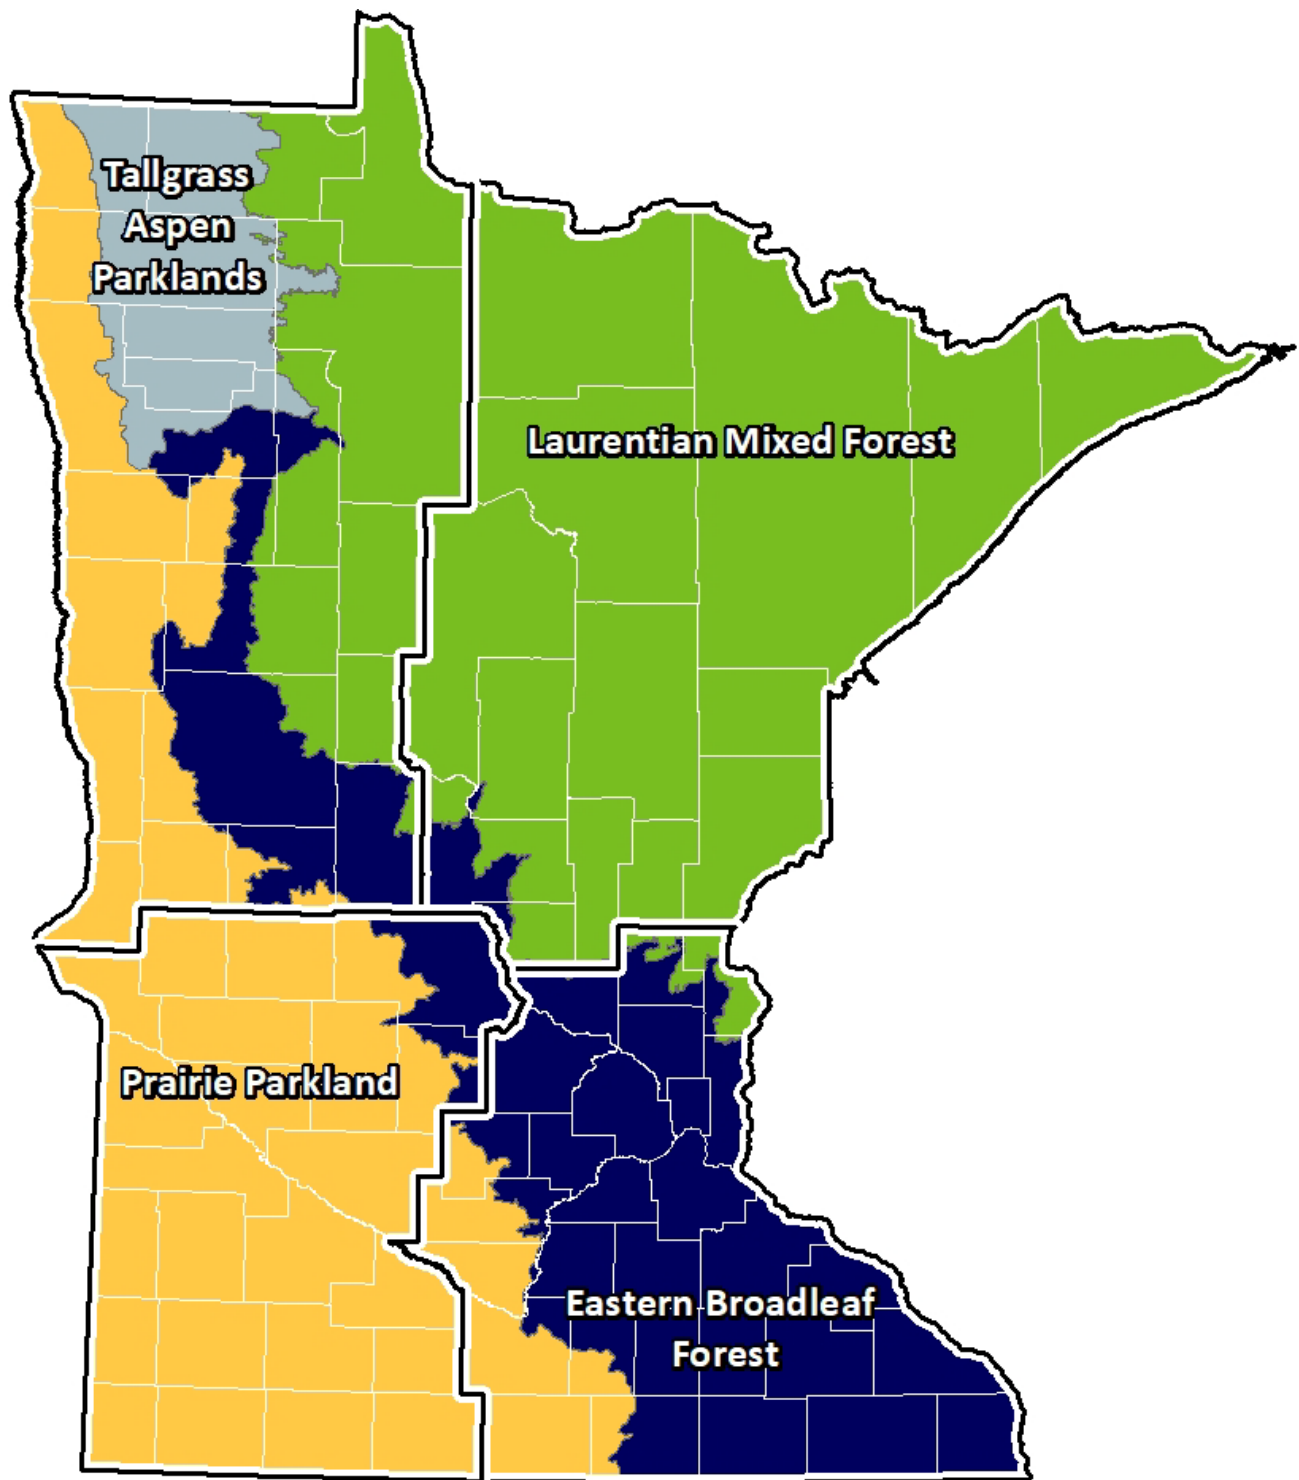 Tallgrass
Aspen
Parklands
Laurentian Mixed Forest
Prairie Parkland
Eastern Broadleaf
Forest